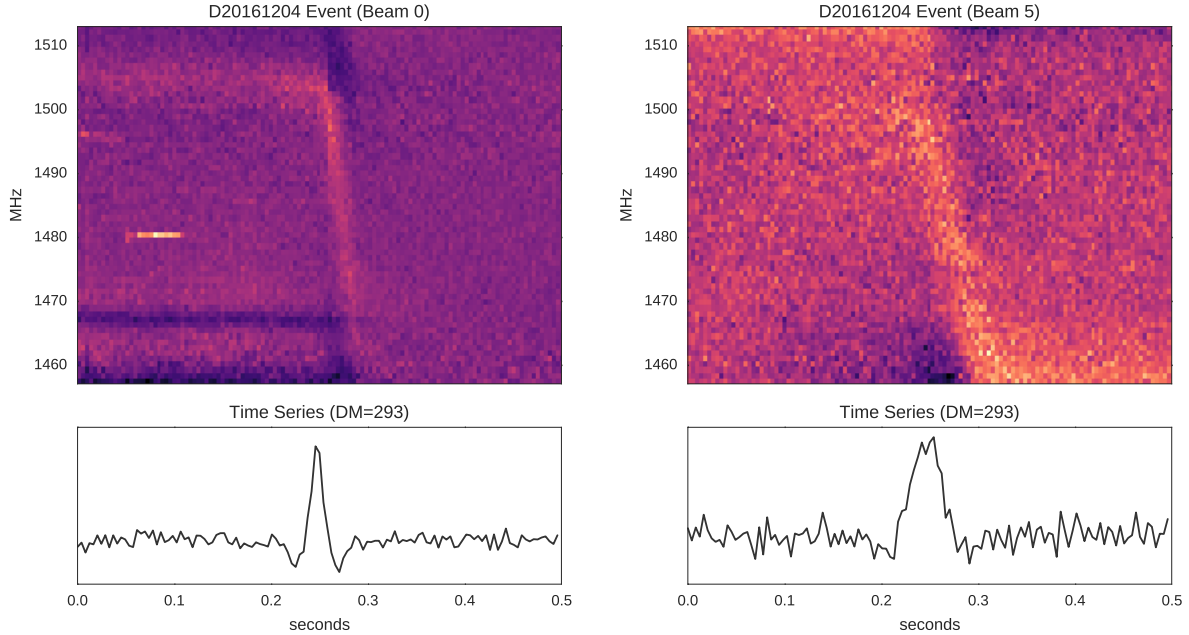 D20161204 Event (Beam 0)
MHz
1510
1500
1490
1480
1470
1460
Time Series (DM=293)
0.0 0.1 0.2 0.3 0.4 0.5
seconds
D20161204 Event (Beam 5)
MHz
1510
1500
1490
1480
1470
1460
Time Series (DM=293)
0.0 0.1 0.2 0.3 0.4 0.5
seconds